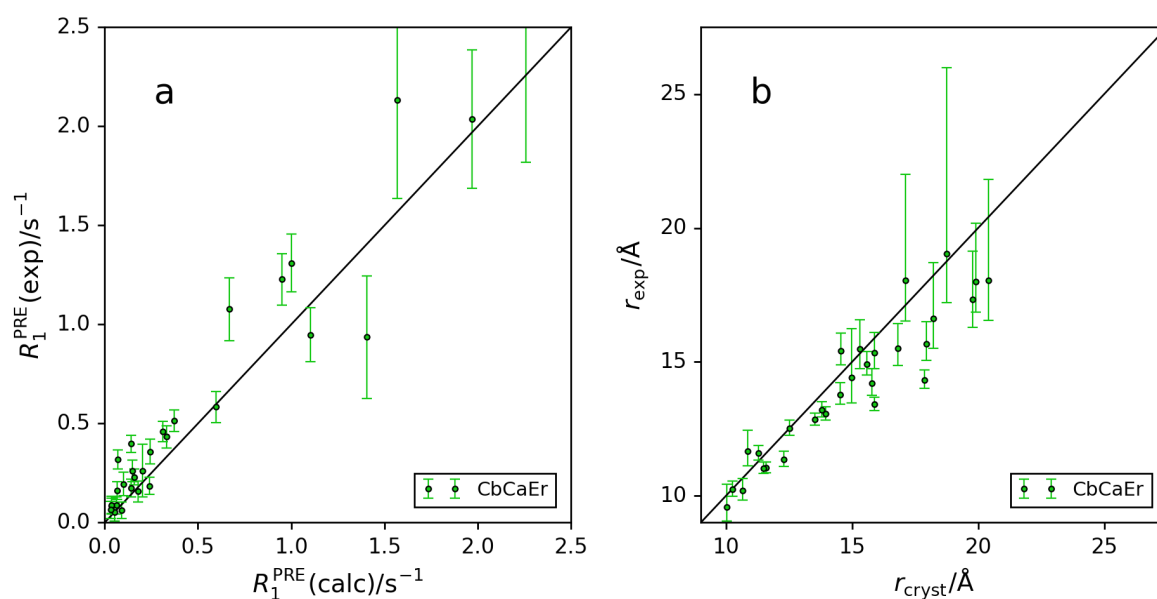 a
2.5
2.0
1.5
1.0
0.5
0.0
R₁ᴾᴿᴱ(exp)/s⁻¹
0.0 0.5 1.0 1.5 2.0 2.5
R₁ᴾᴿᴱ(calc)/s⁻¹
CbCaEr
b
25
20
15
10
r_exp/Å
10 15 20 25
r_cryst/Å
CbCaEr